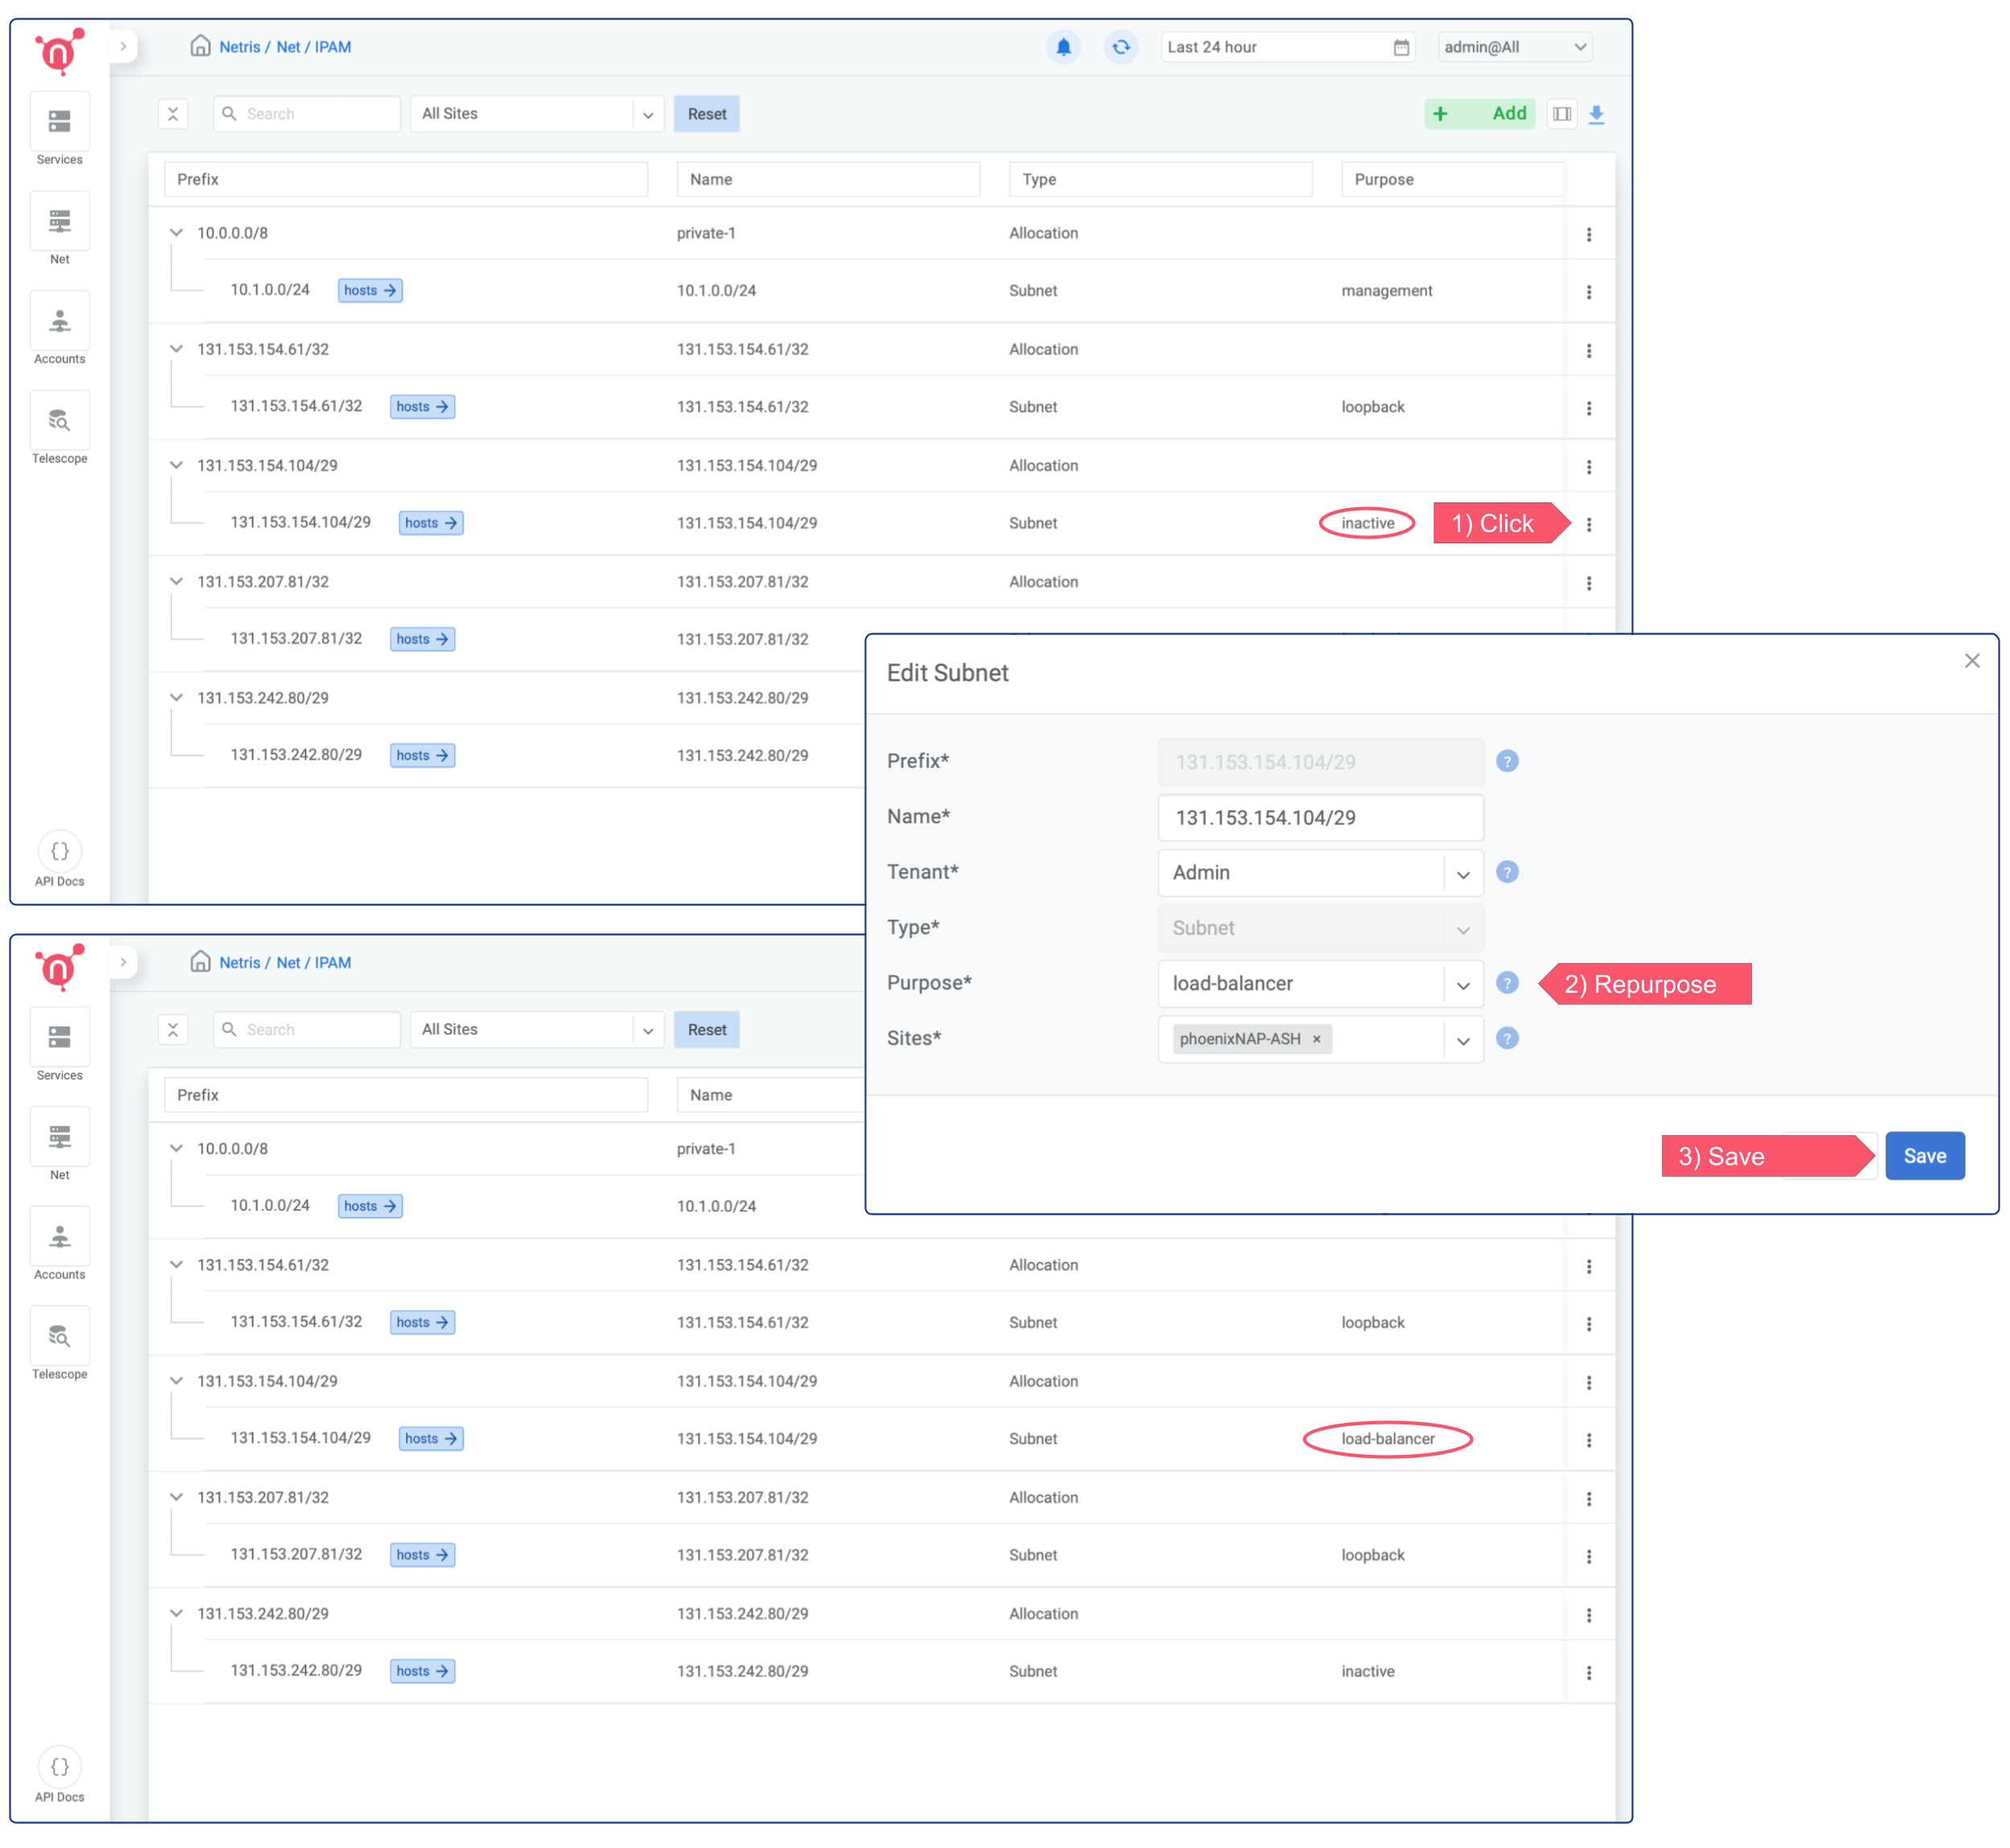 Netris / Net / IPAM
Last 24 hour
admin@All
Search
All Sites
Reset
+ Add
Services
Net
Accounts
Telescope
{} 
API Docs
Prefix Name Type Purpose
10.0.0.0/8 private-1 Allocation
10.1.0.0/24 hosts → 10.1.0.0/24 Subnet management
131.153.154.61/32 131.153.154.61/32 Allocation
131.153.154.61/32 hosts → 131.153.154.61/32 Subnet loopback
131.153.154.104/29 131.153.154.104/29 Allocation
131.153.154.104/29 hosts → 131.153.154.104/29 Subnet inactive
1) Click
131.153.207.81/32 131.153.207.81/32 Allocation
131.153.207.81/32 hosts → 131.153.207.81/32
131.153.242.80/29 131.153.242.80/29
131.153.242.80/29 hosts → 131.153.242.80/29
Edit Subnet
Prefix* 131.153.154.104/29 ?
Name* 131.153.154.104/29
Tenant* Admin ?
Type* Subnet
Purpose* load-balancer ?
2) Repurpose
Sites* phoenixNAP-ASH × ?
3) Save
Save
Netris / Net / IPAM
Search
All Sites
Reset
Services
Net
Accounts
Telescope
{}
API Docs
Prefix Name
10.0.0.0/8 private-1
10.1.0.0/24 hosts → 10.1.0.0/24
131.153.154.61/32 131.153.154.61/32 Allocation
131.153.154.61/32 hosts → 131.153.154.61/32 Subnet loopback
131.153.154.104/29 131.153.154.104/29 Allocation
131.153.154.104/29 hosts → 131.153.154.104/29 Subnet load-balancer
131.153.207.81/32 131.153.207.81/32 Allocation
131.153.207.81/32 hosts → 131.153.207.81/32 Subnet loopback
131.153.242.80/29 131.153.242.80/29 Allocation
131.153.242.80/29 hosts → 131.153.242.80/29 Subnet inactive